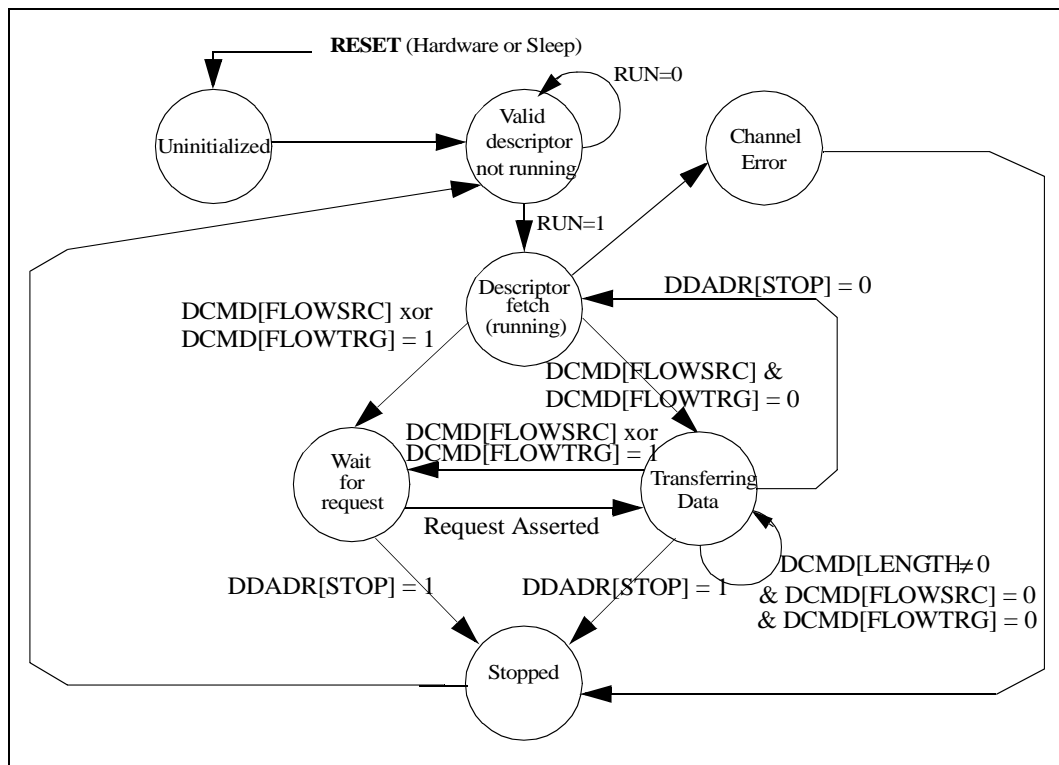 RESET (Hardware or Sleep)
RUN=0
Uninitialized
Valid
descriptor
not running
Channel
Error
RUN=1
Descriptor
fetch
(running)
DDADR[STOP] = 0
DCMD[FLOWSRC] xor
DCMD[FLOWTRG] = 1
DCMD[FLOWSRC] &
DCMD[FLOWTRG] = 0
DCMD[FLOWSRC] xor
DCMD[FLOWTRG] = 1
Wait
for
request
Transferring
Data
Request Asserted
DDADR[STOP] = 1
DDADR[STOP] = 1
DCMD[LENGTH≠0
& DCMD[FLOWSRC] = 0
& DCMD[FLOWTRG] = 0
Stopped